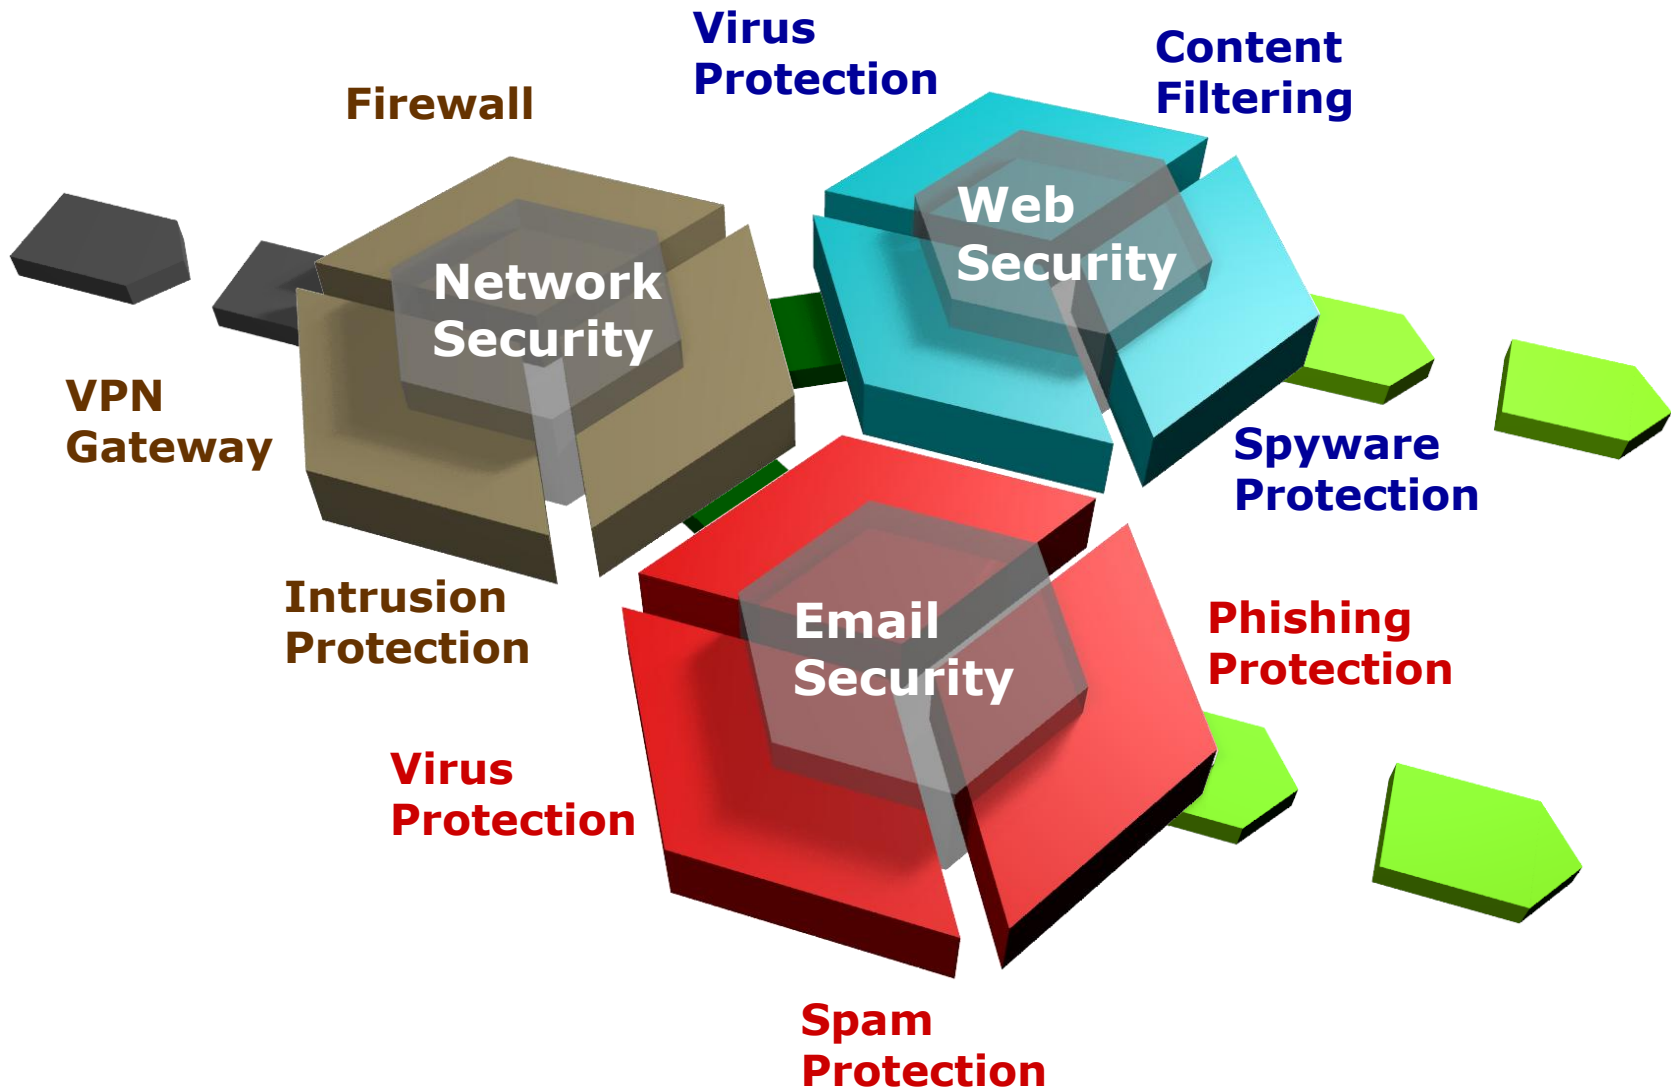 Virus
Protection
Content
Filtering
Firewall
Web
Security
Network
Security
VPN
Gateway
Spyware
Protection
Intrusion
Protection
Email
Security
Phishing
Protection
Virus
Protection
Spam
Protection